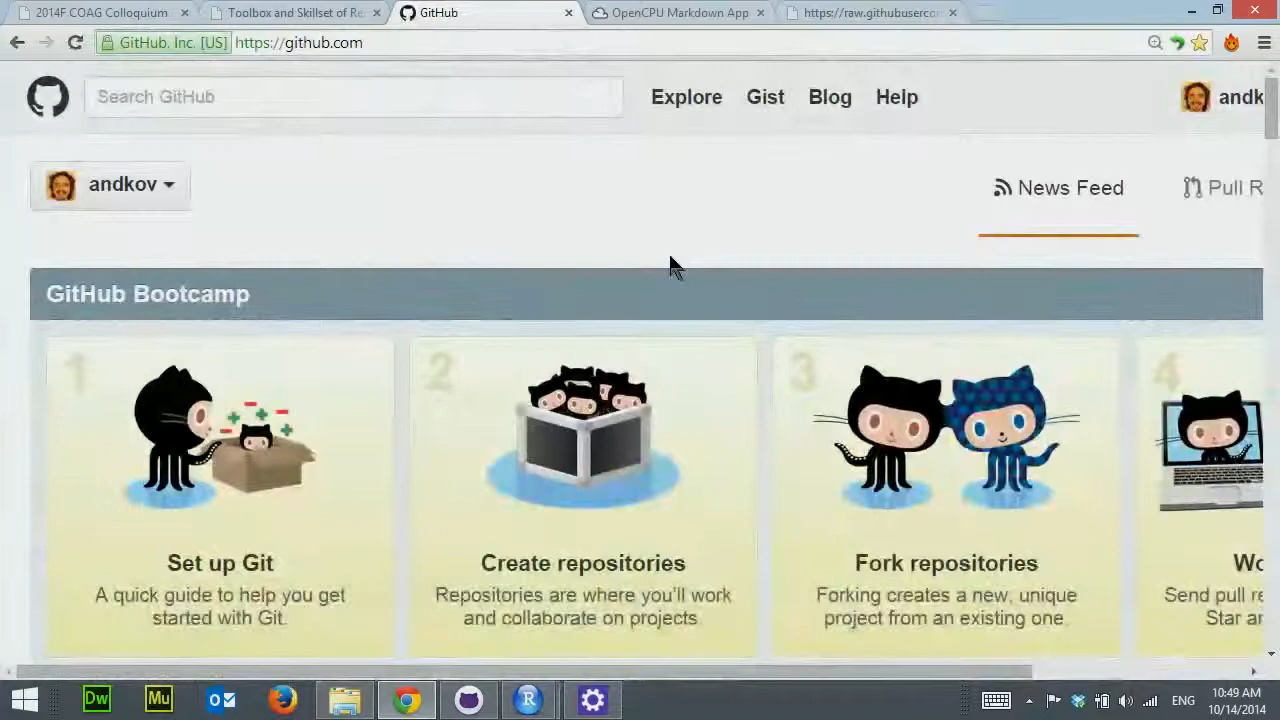 2014F COAG Colloquium
Toolbox and Skillset of Re
GitHub
OpenCPU Markdown App
https://raw.githubuserco
GitHub, Inc. [US] https://github.com
Search GitHub
Explore Gist Blog Help
andk
andkov
News Feed
Pull R
GitHub Bootcamp
1
2
3
4
Set up Git
A quick guide to help you get
started with Git.
Create repositories
Repositories are where you'll work
and collaborate on projects.
Fork repositories
Forking creates a new, unique
project from an existing one.
Wo
Send pull re
Star an
Dw
Mu
R
ENG
10:49 AM
10/14/2014